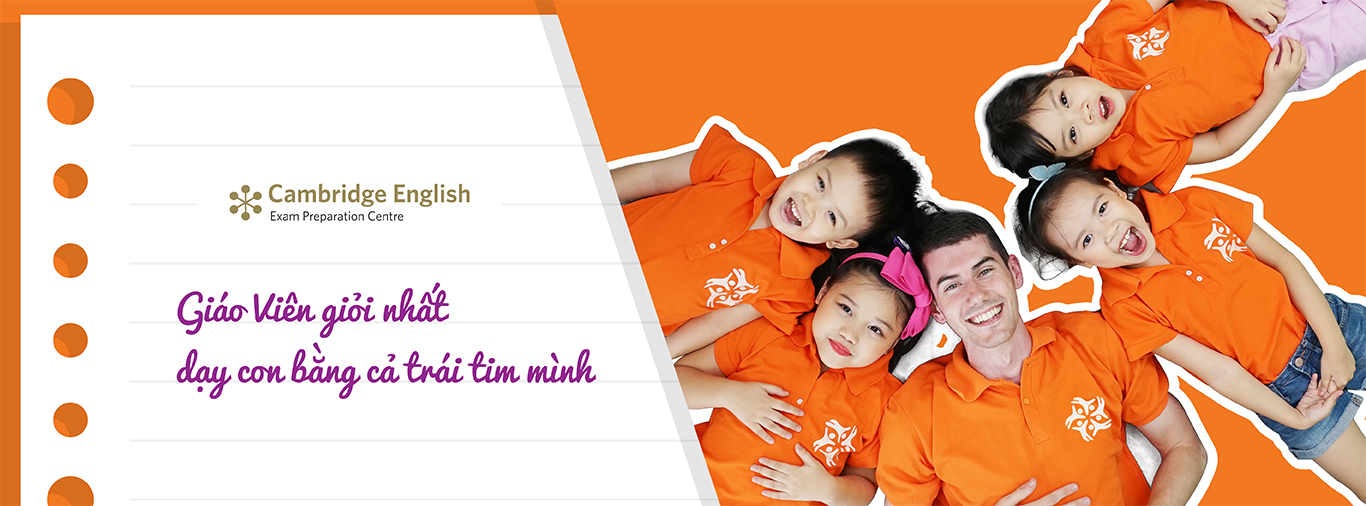 Cambridge English
Exam Preparation Centre
Giáo Viên giỏi nhất
dạy con bằng cả trái tim mình